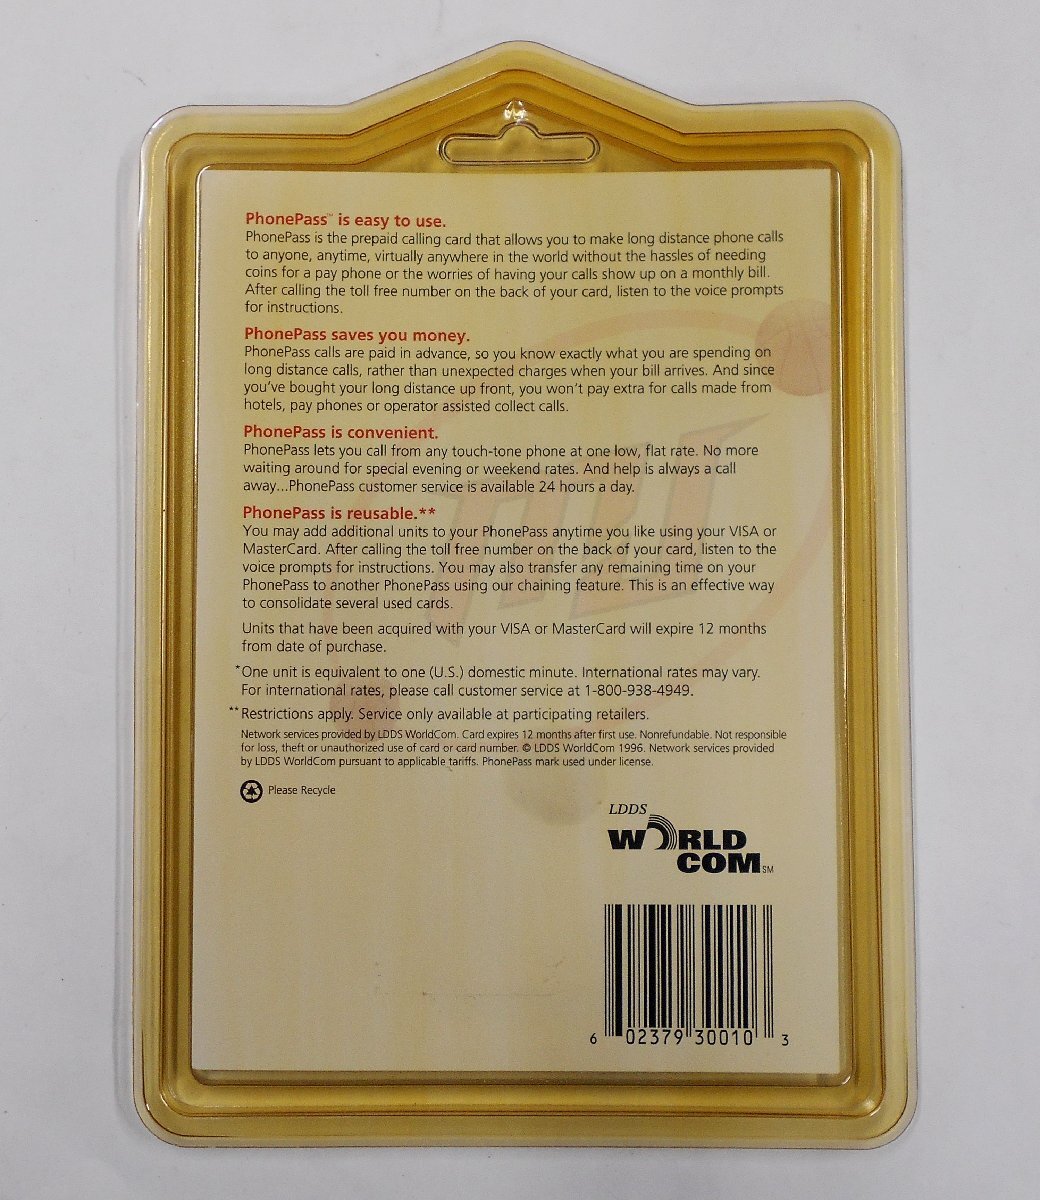 PhonePass™ is easy to use.
PhonePass is the prepaid calling card that allows you to make long distance phone calls
to anyone, anytime, virtually anywhere in the world without the hassles of needing
coins for a pay phone or the worries of having your calls show up on a monthly bill.
After calling the toll free number on the back of your card, listen to the voice prompts
for instructions.
PhonePass saves you money.
PhonePass calls are paid in advance, so you know exactly what you are spending on
long distance calls, rather than unexpected charges when your bill arrives. And since
you've bought your long distance up front, you won't pay extra for calls made from
hotels, pay phones or operator assisted collect calls.
PhonePass is convenient.
PhonePass lets you call from any touch-tone phone at one low, flat rate. No more
waiting around for special evening or weekend rates. And help is always a call
away...PhonePass customer service is available 24 hours a day.
PhonePass is reusable.**
You may add additional units to your PhonePass anytime you like using your VISA or
MasterCard. After calling the toll free number on the back of your card, listen to the
voice prompts for instructions. You may also transfer any remaining time on your
PhonePass to another PhonePass using our chaining feature. This is an effective way
to consolidate several used cards.
Units that have been acquired with your VISA or MasterCard will expire 12 months
from date of purchase.
*One unit is equivalent to one (U.S.) domestic minute. International rates may vary.
For international rates, please call customer service at 1-800-938-4949.
**Restrictions apply. Service only available at participating retailers.
Network services provided by LDDS WorldCom. Card expires 12 months after first use. Nonrefundable. Not responsible
for loss, theft or unauthorized use of card or card number. © LDDS WorldCom 1996. Network services provided
by LDDS WorldCom pursuant to applicable tariffs. PhonePass mark used under license.
Please Recycle
LDDS
WORLD
COM SM
6 02379 30010 3